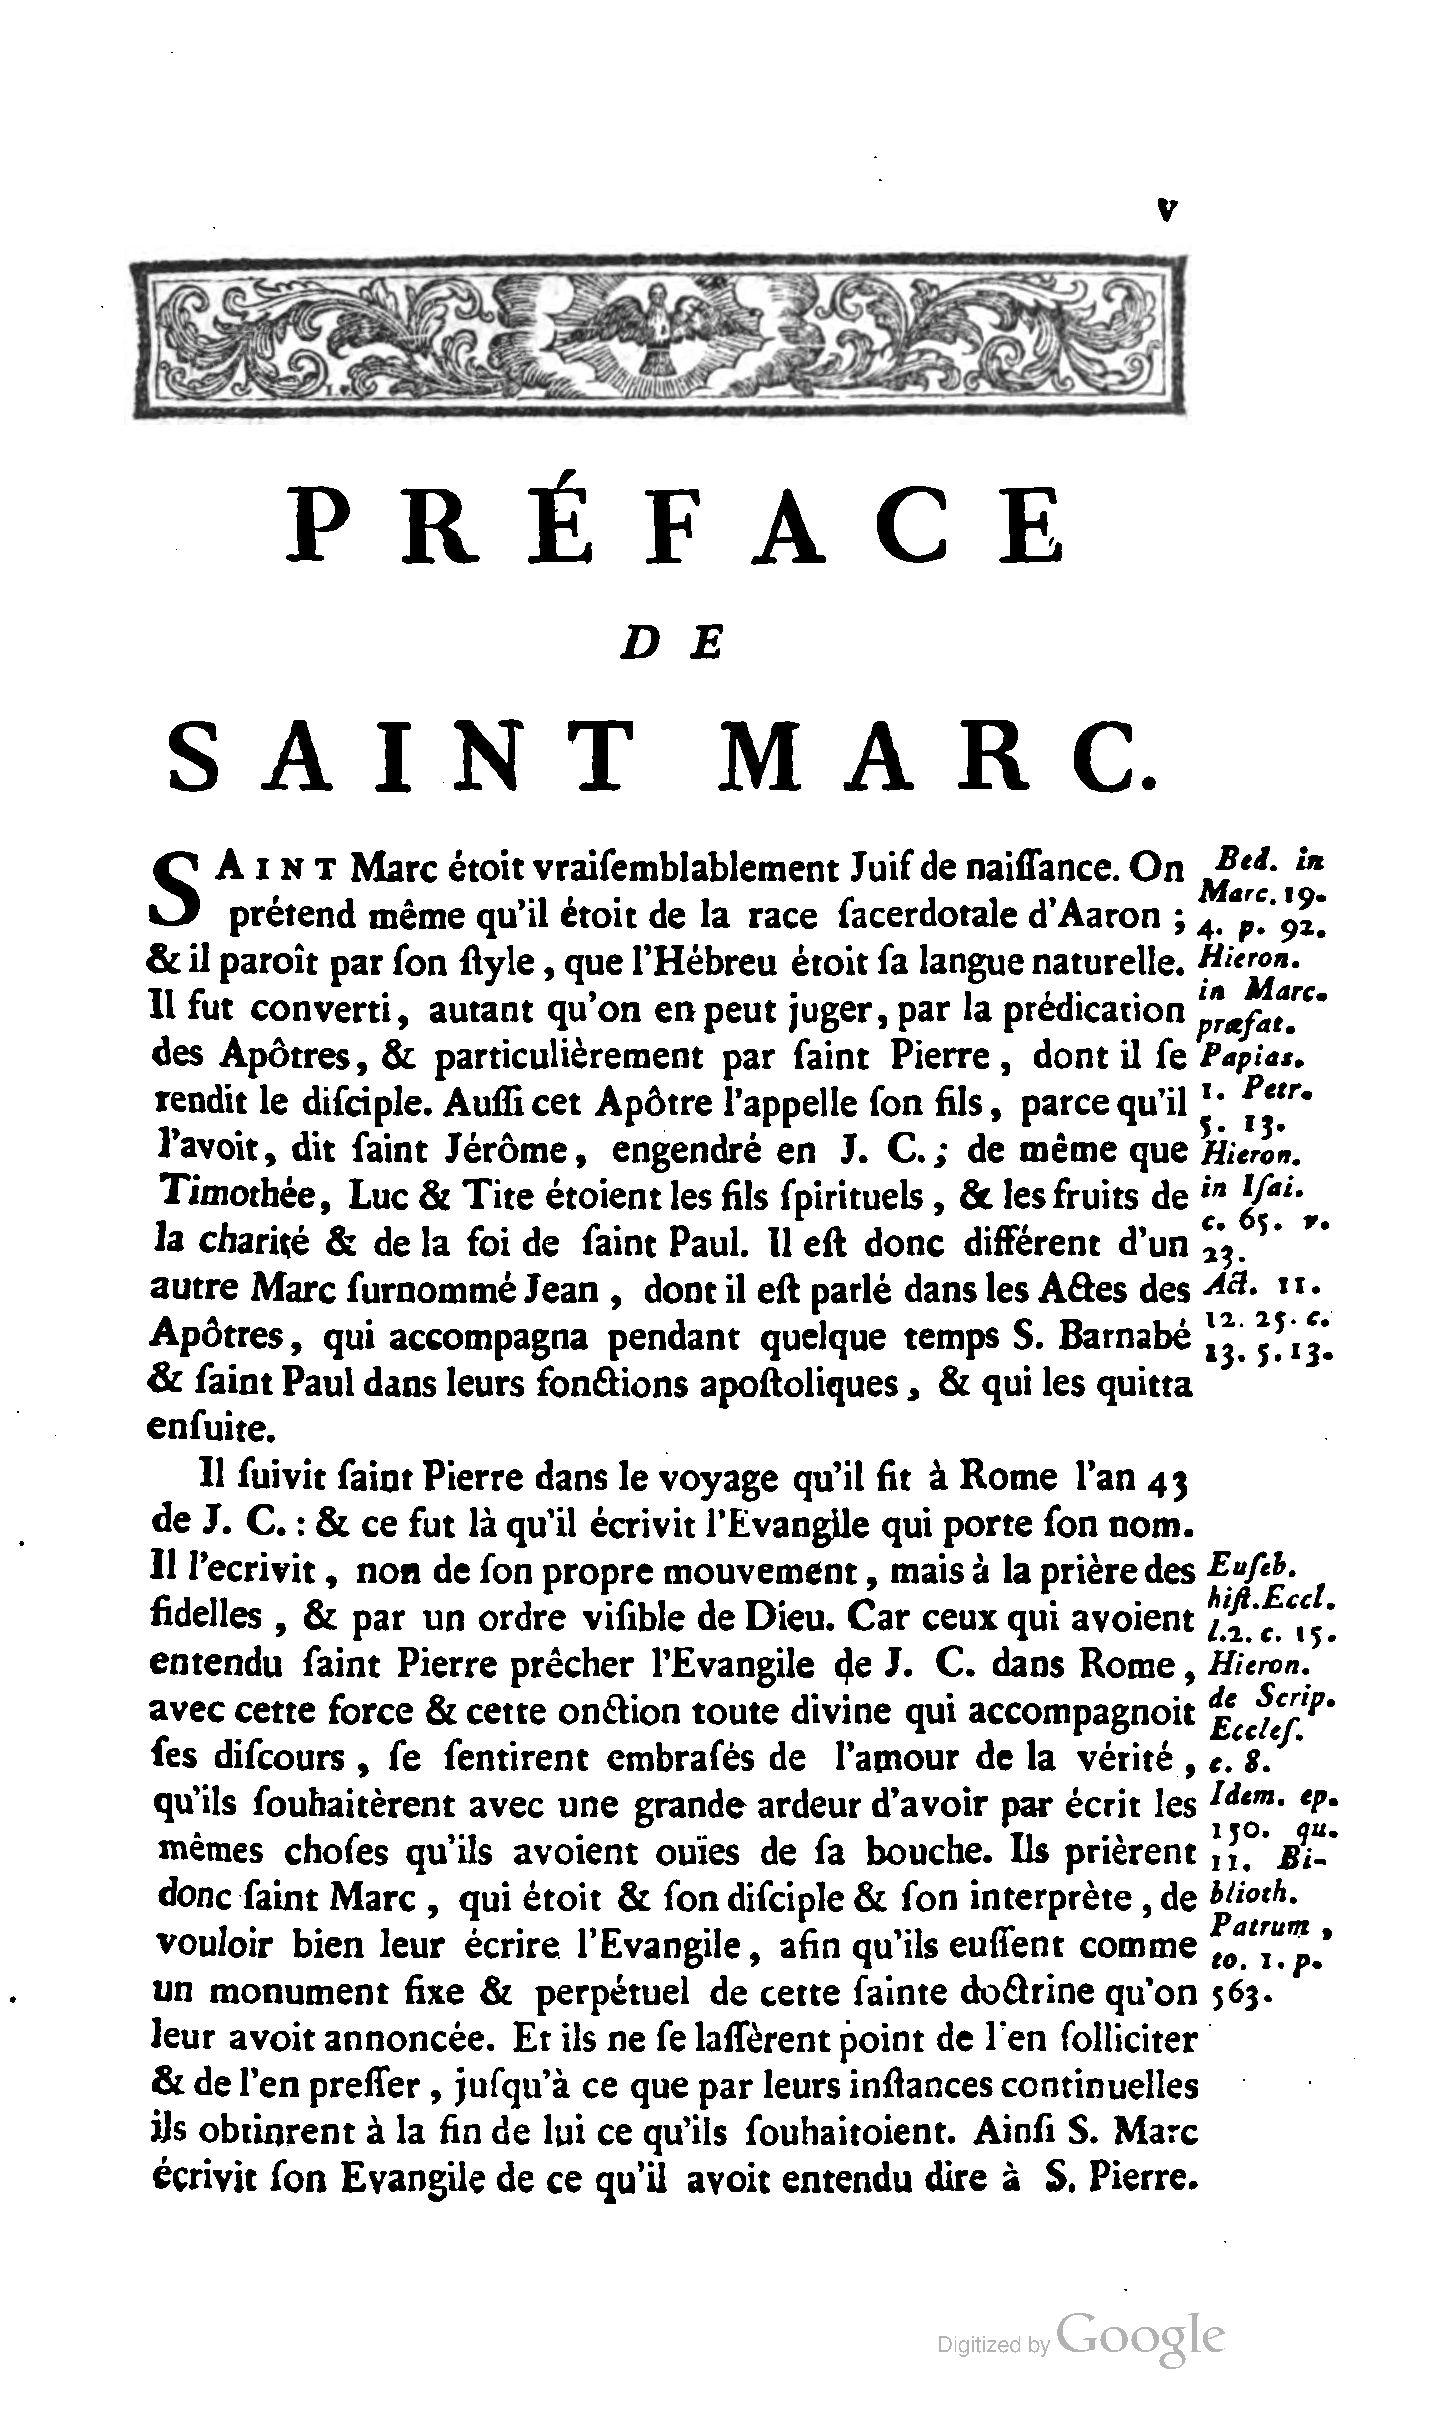 v
PRÉFACE
DE
SAINT MARC.
SAINT Marc étoit vraiſemblablement Juif de naiſſance. On
prétend même qu'il étoit de la race ſacerdotale d'Aaron ;
& il paroît par ſon ſtyle, que l'Hébreu étoit ſa langue naturelle.
Il fut converti, autant qu'on en peut juger, par la prédication
des Apôtres, & particulièrement par ſaint Pierre, dont il ſe
rendit le diſciple. Auſſi cet Apôtre l'appelle ſon fils, parce qu'il
l'avoit, dit ſaint Jérôme, engendré en J. C.; de même que
Timothée, Luc & Tite étoient les fils ſpirituels, & les fruits de
la charité & de la foi de ſaint Paul. Il eſt donc différent d'un
autre Marc ſurnommé Jean, dont il eſt parlé dans les Actes des
Apôtres, qui accompagna pendant quelque temps S. Barnabé
& ſaint Paul dans leurs fonctions apoſtoliques, & qui les quitta
enſuite.
Il ſuivit ſaint Pierre dans le voyage qu'il fit à Rome l'an 43
de J. C. : & ce fut là qu'il écrivit l'Evangile qui porte ſon nom.
Il l'ecrivit, non de ſon propre mouvement, mais à la prière des
fidelles, & par un ordre viſible de Dieu. Car ceux qui avoient
entendu ſaint Pierre prêcher l'Evangile de J. C. dans Rome,
avec cette force & cette onction toute divine qui accompagnoit
ſes diſcours, ſe ſentirent embraſés de l'amour de la vérité,
qu'ils ſouhaitèrent avec une grande ardeur d'avoir par écrit les
mêmes choſes qu'ils avoient ouïes de ſa bouche. Ils prièrent
donc ſaint Marc, qui étoit & ſon diſciple & ſon interprète, de
vouloir bien leur écrire l'Evangile, afin qu'ils euſſent comme
un monument fixe & perpétuel de cette ſainte doctrine qu'on
leur avoit annoncée. Et ils ne ſe laſſèrent point de l'en ſolliciter
& de l'en preſſer, juſqu'à ce que par leurs inſtances continuelles
ils obtinrent à la fin de lui ce qu'ils ſouhaitoient. Ainſi S. Marc
écrivit ſon Evangile de ce qu'il avoit entendu dire à S. Pierre.
Bed. in
Marc. 19.
4. p. 92.
Hieron.
in Marc.
præfat.
Papias.
1. Petr.
5. 13.
Hieron.
in Iſai.
c. 65. v.
23.
Act. 11.
12. 25. c.
13. 5. 13.
Euſeb.
hiſt. Eccl.
l. 2. c. 15.
Hieron.
de Scrip.
Eccleſ.
c. 8.
Idem. ep.
150. qu.
11. Bi-
blioth.
Patrum,
to. 1. p.
563.
Digitized by Google